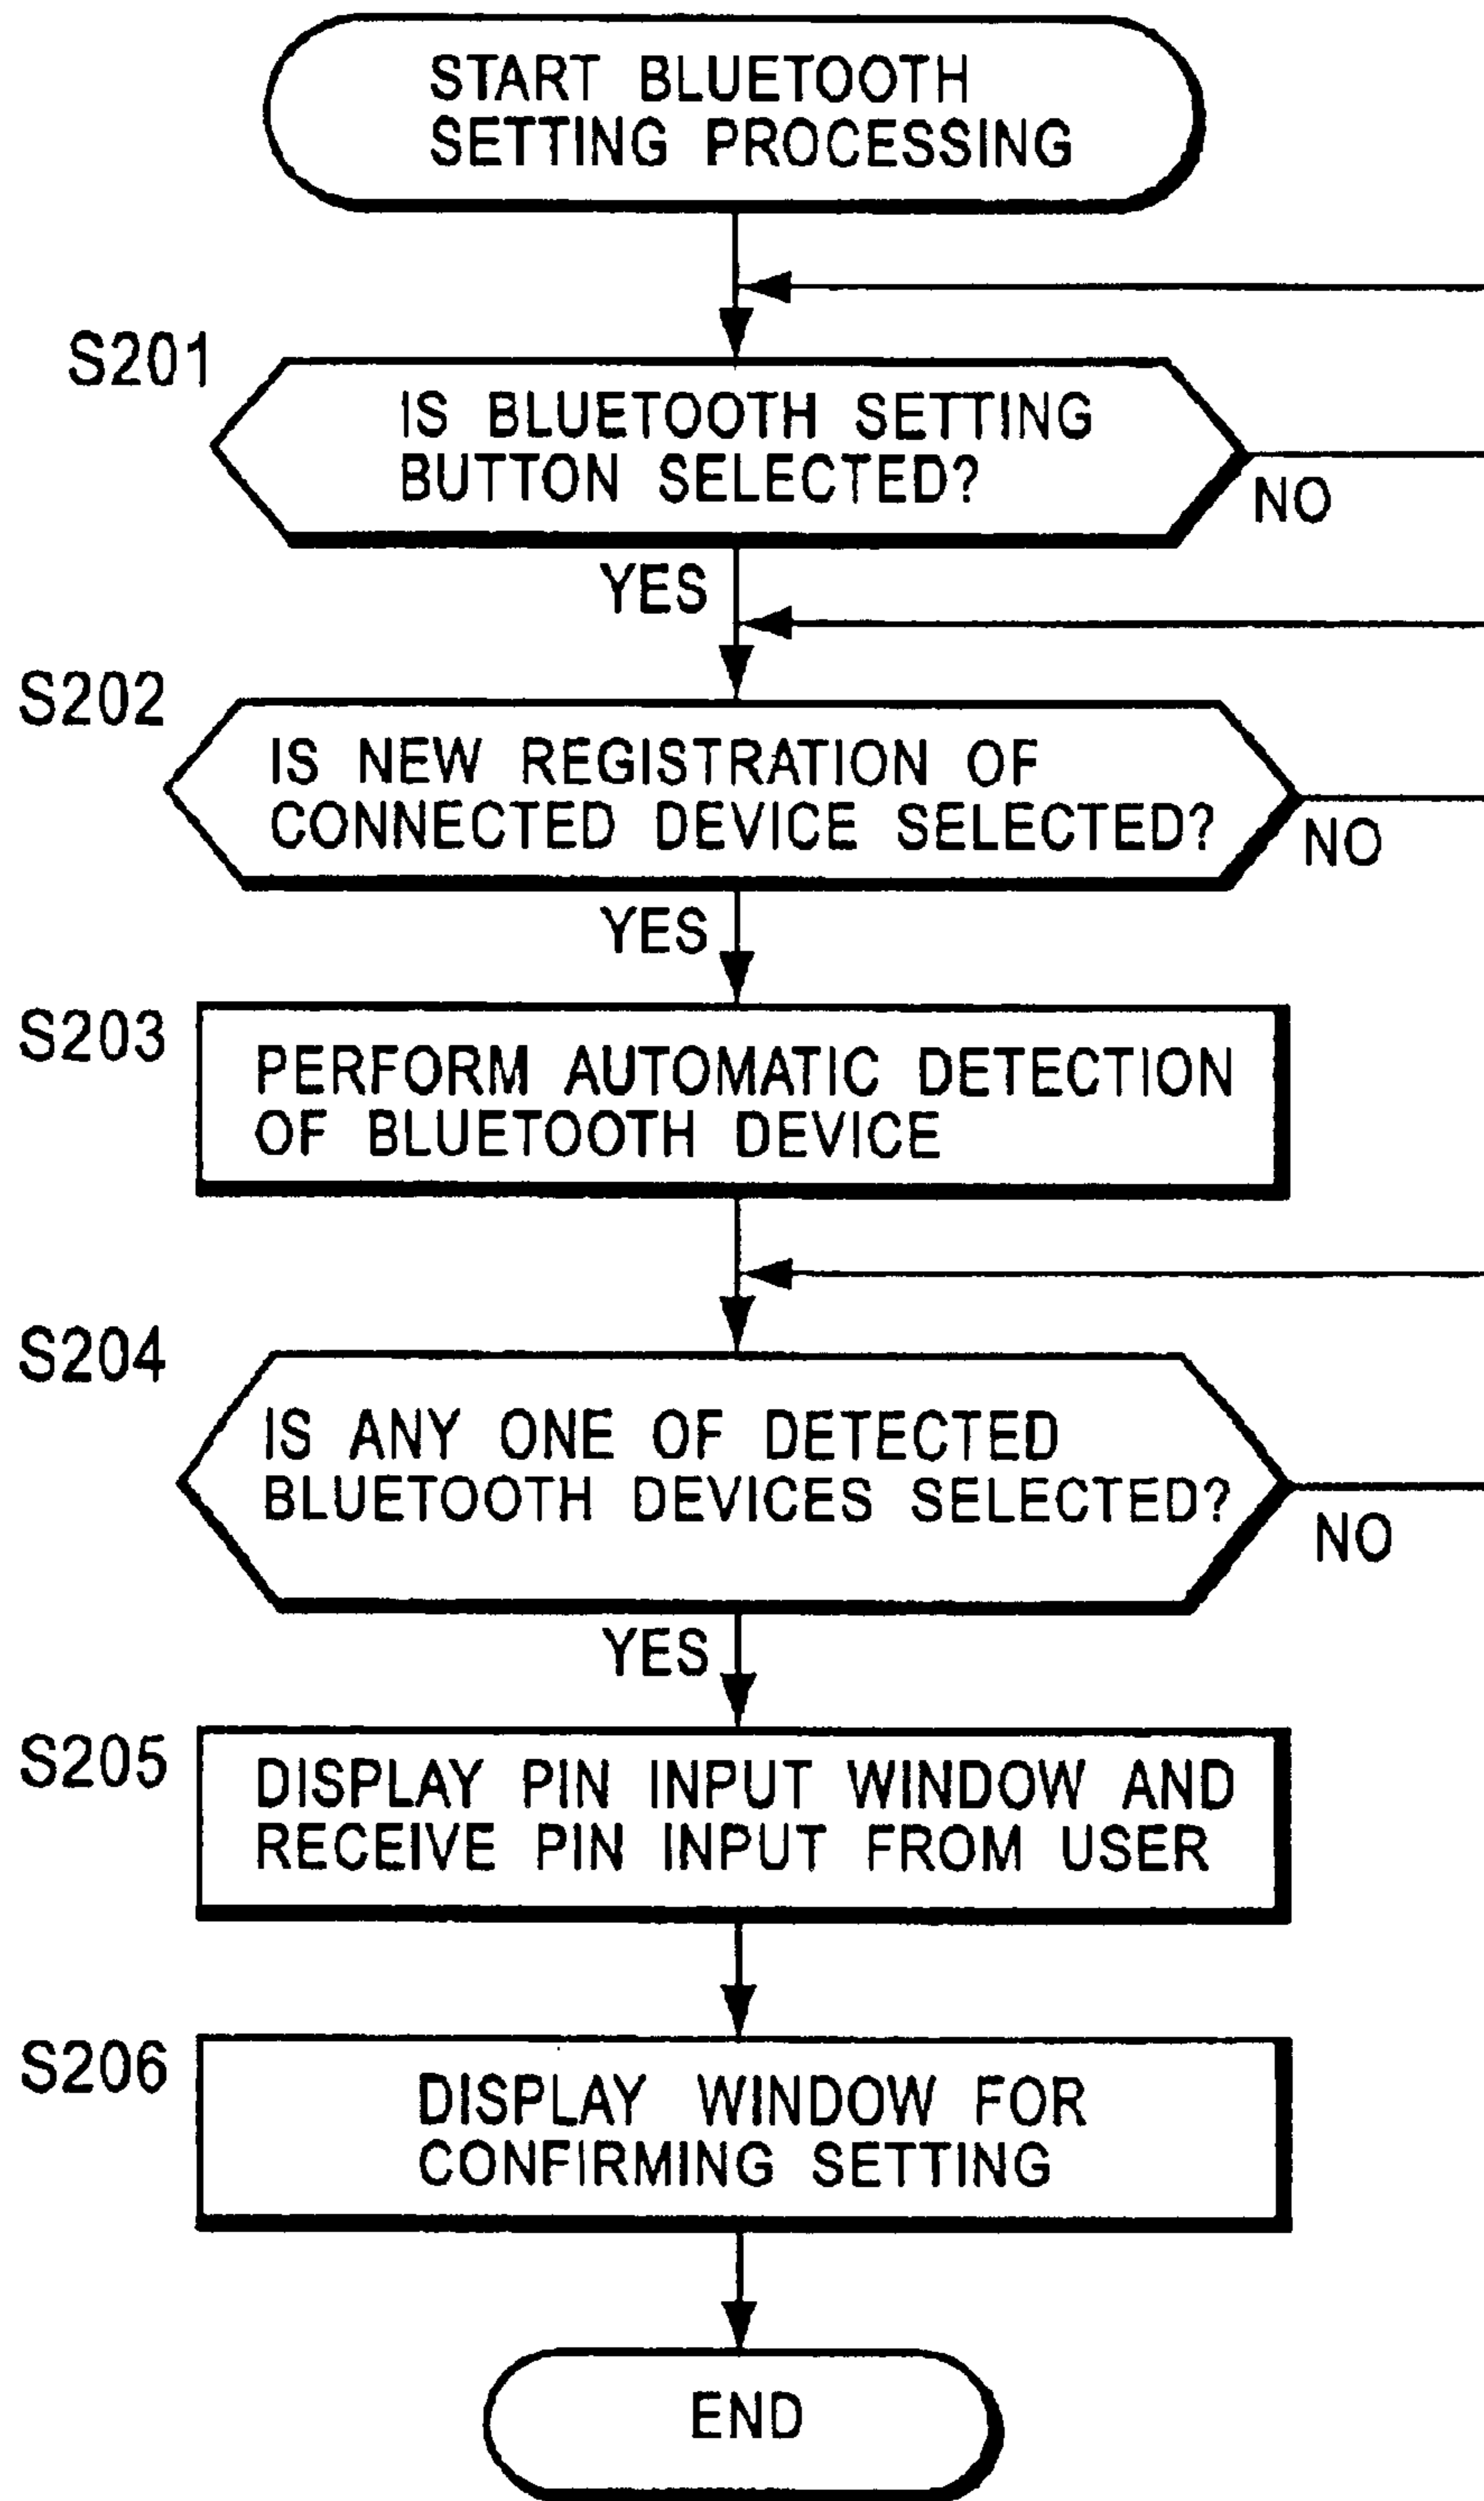 START BLUETOOTH
SETTING PROCESSING
S201
IS BLUETOOTH SETTING
BUTTON SELECTED?
NO
YES
S202
IS NEW REGISTRATION OF
CONNECTED DEVICE SELECTED?
NO
YES
S203
PERFORM AUTOMATIC DETECTION
OF BLUETOOTH DEVICE
S204
IS ANY ONE OF DETECTED
BLUETOOTH DEVICES SELECTED?
NO
YES
S205
DISPLAY PIN INPUT WINDOW AND
RECEIVE PIN INPUT FROM USER
S206
DISPLAY WINDOW FOR
CONFIRMING SETTING
END